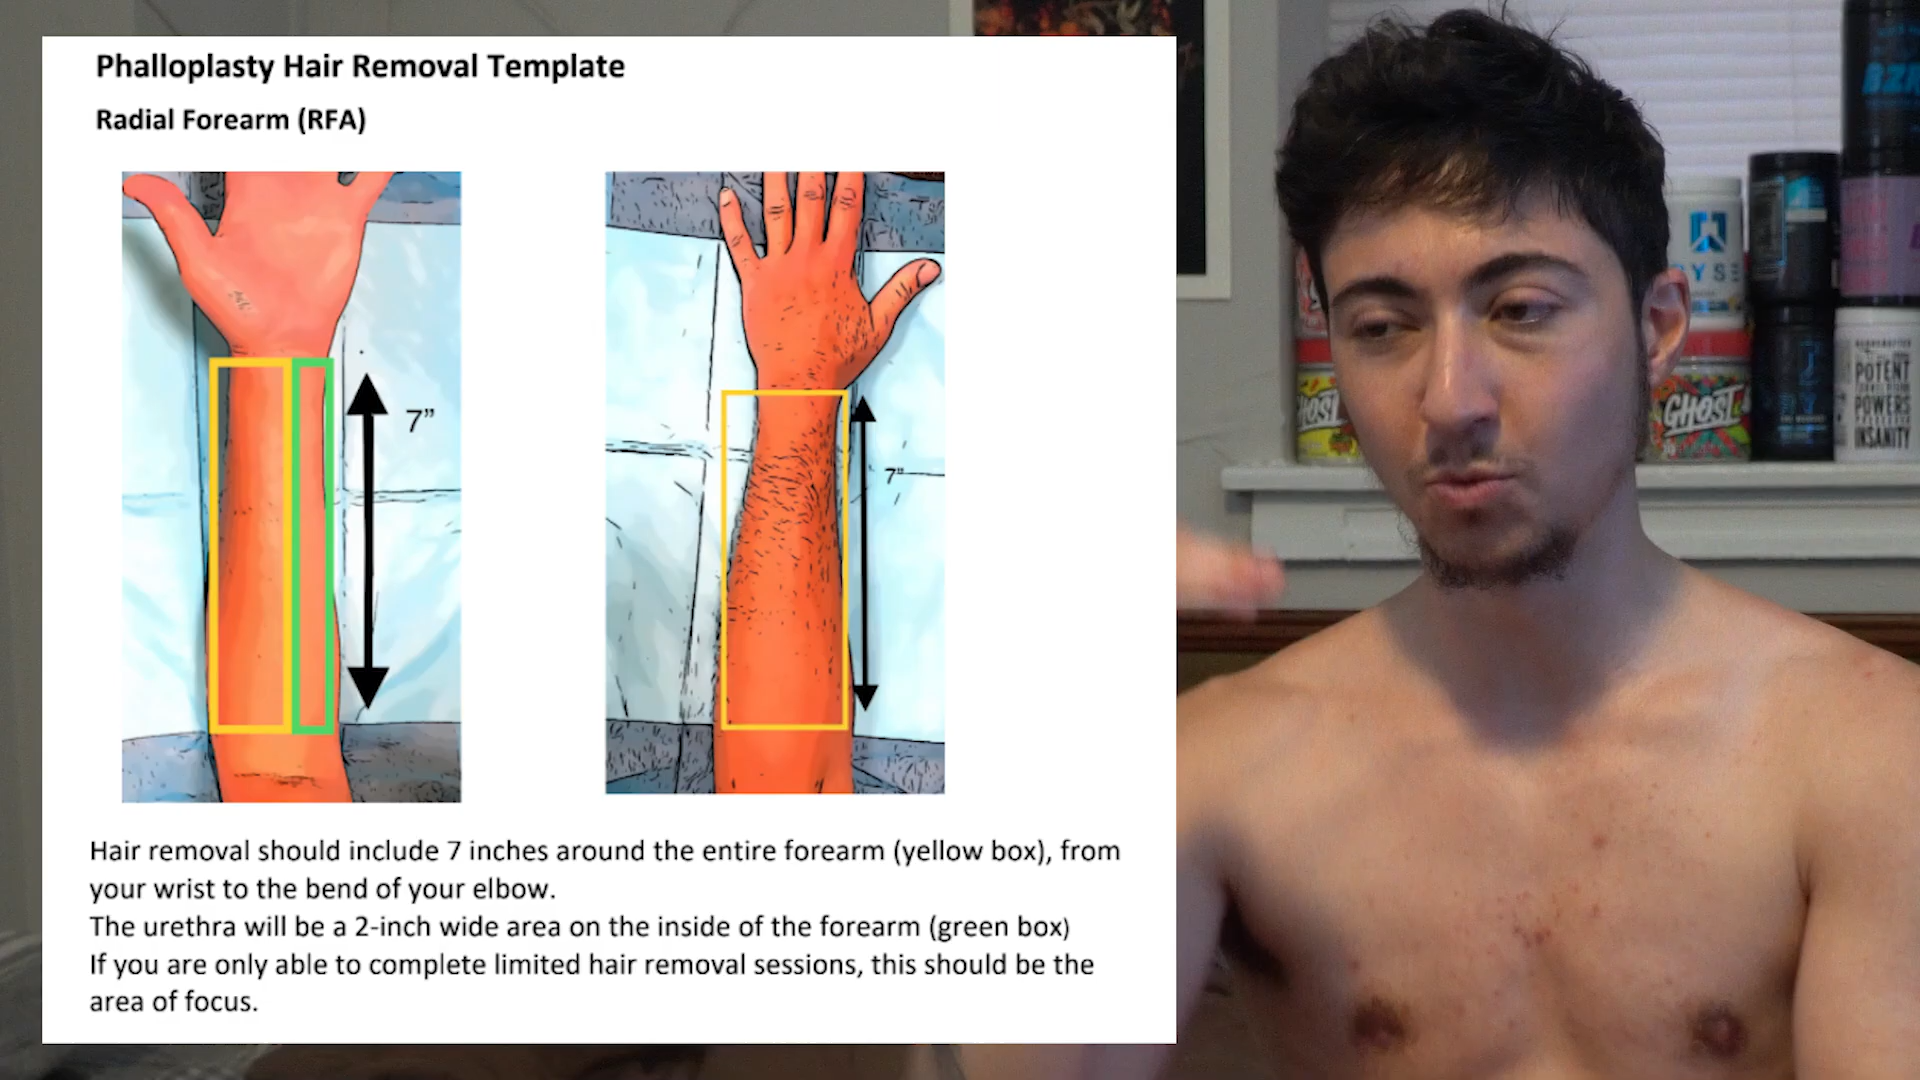 Phalloplasty Hair Removal Template
Radial Forearm (RFA)
7”
7”
Hair removal should include 7 inches around the entire forearm (yellow box), from
your wrist to the bend of your elbow.
The urethra will be a 2-inch wide area on the inside of the forearm (green box)
If you are only able to complete limited hair removal sessions, this should be the
area of focus.
RYSE
GHOST
POTENT
POWERS
INSANITY